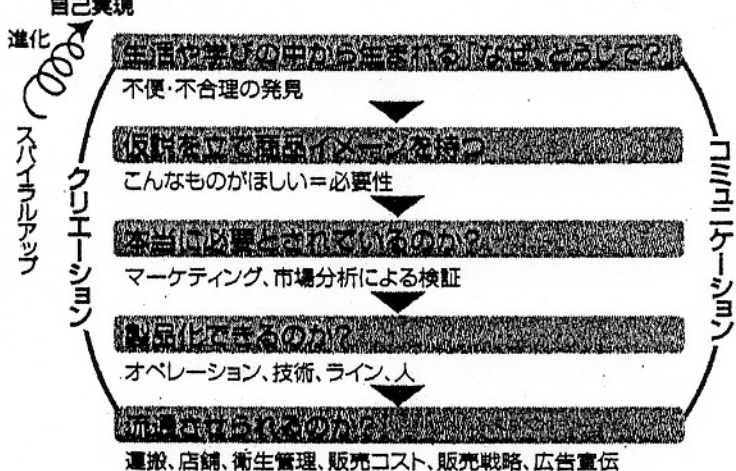 自己実現
進化
スパイラルアップ
クリエーション
コミュニケーション
生活や学びの中から生まれる「なぜ、どうして?」
不便・不合理の発見
仮説を立て商品イメージを持つ
こんなものがほしい=必要性
本当に必要とされているのか?
マーケティング、市場分析による検証
製品化できるのか?
オペレーション、技術、ライン、人
流通させられるのか?
運搬、店舗、衛生管理、販売コスト、販売戦略、広告宣伝